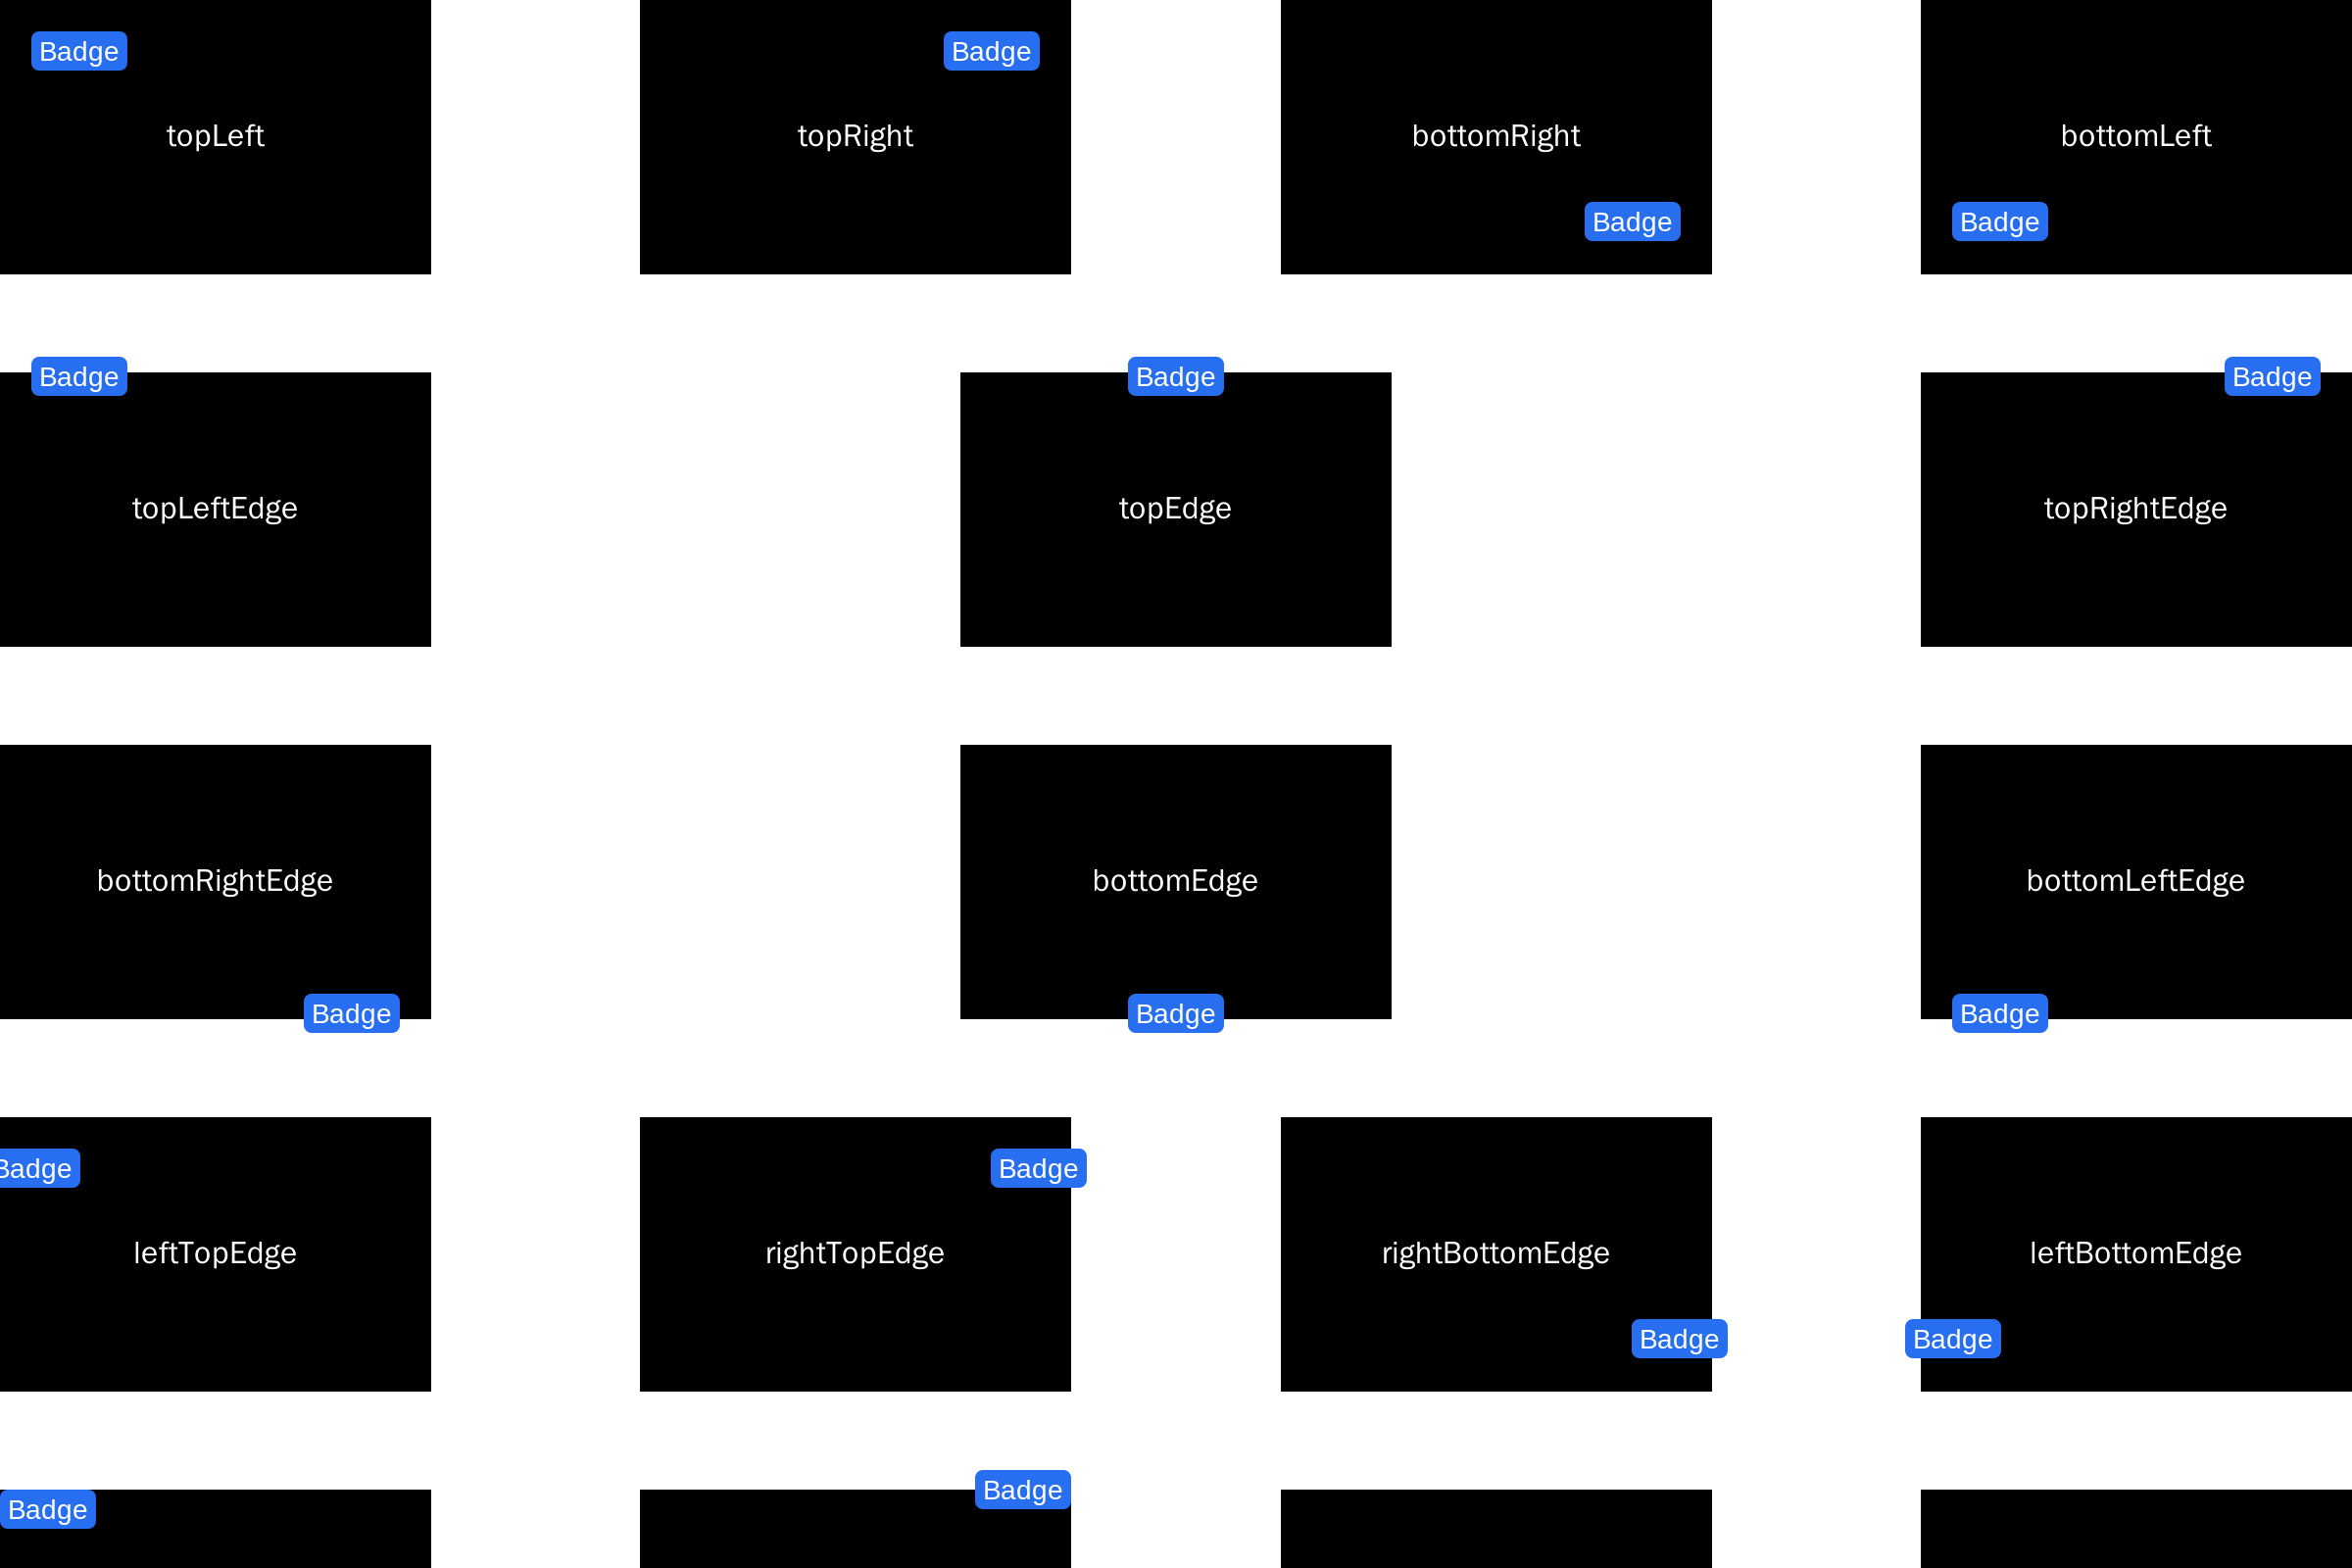 Badge
Badge
topLeft
topRight
bottomRight
bottomLeft
Badge
Badge
Badge
Badge
Badge
topLeftEdge
topEdge
topRightEdge
bottomRightEdge
bottomEdge
bottomLeftEdge
Badge
Badge
Badge
Badge
Badge
leftTopEdge
rightTopEdge
rightBottomEdge
leftBottomEdge
Badge
Badge
Badge
Badge